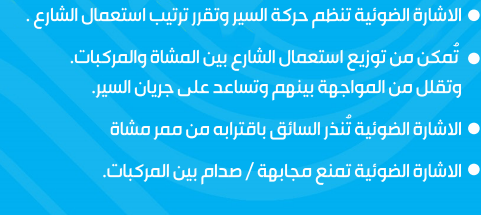 ● الاشارة الضوئية تنظم حركة السير وتقرر ترتيب استعمال الشارع .
● تُمكن من توزيع استعمال الشارع بين المشاة والمركبات.
وتقلل من المواجهة بينهم وتساعد على جريان السير.
● الاشارة الضوئية تُنذر السائق باقترابه من ممر مشاة
● الاشارة الضوئية تمنع مجابهة / صدام بين المركبات.